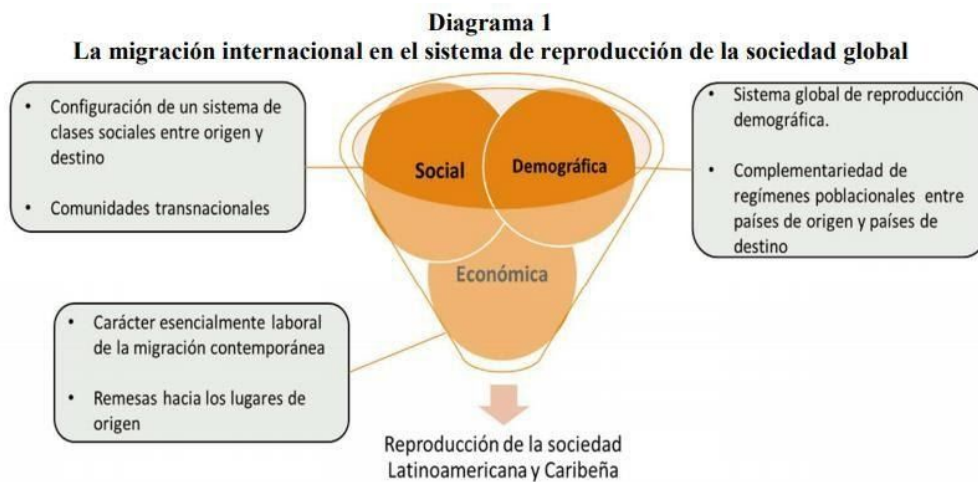 Diagrama 1
La migración internacional en el sistema de reproducción de la sociedad global
• Configuración de un sistema de
clases sociales entre origen y
destino
• Comunidades transnacionales
Social
Demográfica
Económica
• Sistema global de reproducción
demográfica.
• Complementariedad de
regímenes poblacionales entre
países de origen y países de
destino
• Carácter esencialmente laboral
de la migración contemporánea
• Remesas hacia los lugares de
origen
Reproducción de la sociedad
Latinoamericana y Caribeña